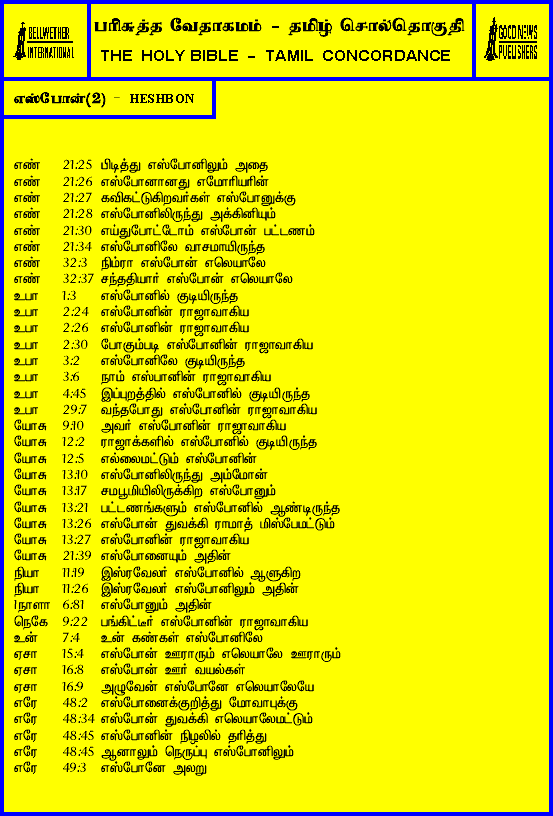 BELLWETHER
INTERNATIONAL
பரிசுத்த வேதாகமம் - தமிழ் சொல்தொகுதி
THE HOLY BIBLE - TAMIL CONCORDANCE
GOOD NEWS
PUBLISHERS
எஸ்போன்(2) - HESHBON
எண் 21:25 பிடித்து எஸ்போனிலும் அதை
எண் 21:26 எஸ்போனானது எமோரியரின்
எண் 21:27 கவிகட்டுகிறவர்கள் எஸ்போனுக்கு
எண் 21:28 எஸ்போனிலிருந்து அக்கினியும்
எண் 21:30 எய்துபோட்டோம் எஸ்போன் பட்டணம்
எண் 21:34 எஸ்போனிலே வாசமாயிருந்த
எண் 32:3 நிம்ரா எஸ்போன் எலெயாலே
எண் 32:37 சந்ததியார் எஸ்போன் எலெயாலே
உபா 1:3 எஸ்போனில் குடியிருந்த
உபா 2:24 எஸ்போனின் ராஜாவாகிய
உபா 2:26 எஸ்போனின் ராஜாவாகிய
உபா 2:30 போகும்படி எஸ்போனின் ராஜாவாகிய
உபா 3:2 எஸ்போனிலே குடியிருந்த
உபா 3:6 நாம் எஸ்பானின் ராஜாவாகிய
உபா 4:45 இப்புறத்தில் எஸ்போனில் குடியிருந்த
உபா 29:7 வந்தபோது எஸ்போனின் ராஜாவாகிய
யோசு 9:10 அவர் எஸ்போனின் ராஜாவாகிய
யோசு 12:2 ராஜாக்களில் எஸ்போனில் குடியிருந்த
யோசு 12:5 எல்லைமட்டும் எஸ்போனின்
யோசு 13:10 எஸ்போனிலிருந்து அம்மோன்
யோசு 13:17 சமபூமியிலிருக்கிற எஸ்போனும்
யோசு 13:21 பட்டணங்களும் எஸ்போனில் ஆண்டிருந்த
யோசு 13:26 எஸ்போன் துவக்கி ராமாத் மிஸ்பேமட்டும்
யோசு 13:27 எஸ்போனின் ராஜாவாகிய
யோசு 21:39 எஸ்போனையும் அதின்
நியா 11:19 இஸ்ரவேலர் எஸ்போனில் ஆளுகிற
நியா 11:26 இஸ்ரவேலர் எஸ்போனிலும் அதின்
1நாளா 6:81 எஸ்போனும் அதின்
நெகே 9:22 பங்கிட்டீர் எஸ்போனின் ராஜாவாகிய
உன் 7:4 உன் கண்கள் எஸ்போனிலே
ஏசா 15:4 எஸ்போன் ஊராரும் எலெயாலே ஊராரும்
ஏசா 16:8 எஸ்போன் ஊர் வயல்கள்
ஏசா 16:9 அழுவேன் எஸ்போனே எலெயாலேயே
எரே 48:2 எஸ்போனைக்குறித்து மோவாபுக்கு
எரே 48:34 எஸ்போன் துவக்கி எலெயாலேமட்டும்
எரே 48:45 எஸ்போனின் நிழலில் தரித்து
எரே 48:45 ஆனாலும் நெருப்பு எஸ்போனிலும்
எரே 49:3 எஸ்போனே அலறு